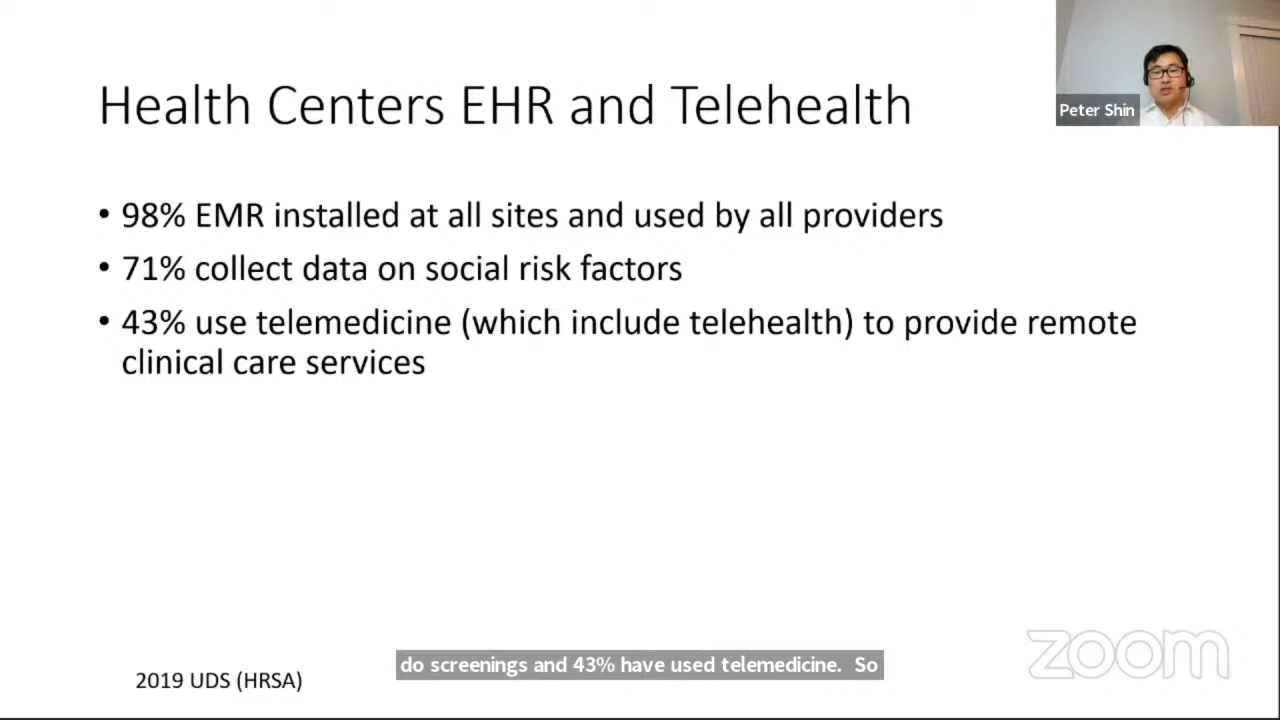 Health Centers EHR and Telehealth
Peter Shin
• 98% EMR installed at all sites and used by all providers
• 71% collect data on social risk factors
• 43% use telemedicine (which include telehealth) to provide remote
clinical care services
do screenings and 43% have used telemedicine. So
2019 UDS (HRSA)
zoom